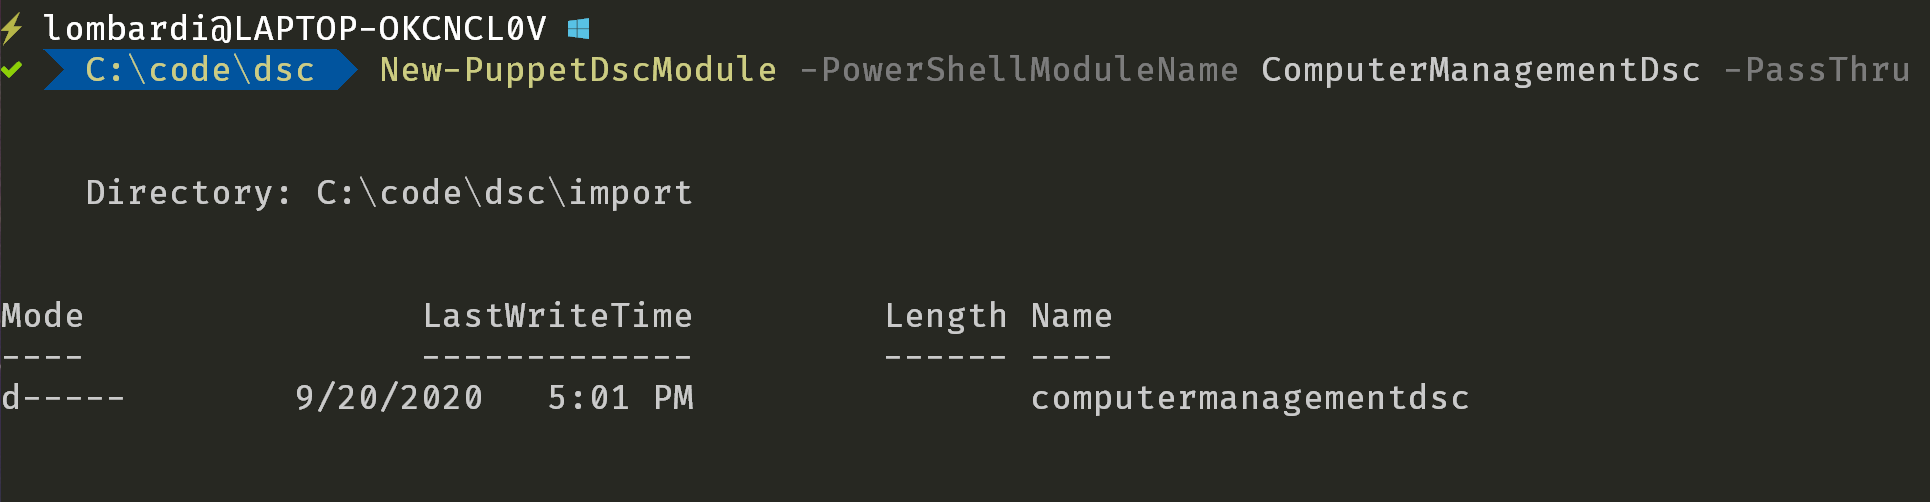 lombardi@LAPTOP-OKCNCL0V
C:\code\dsc New-PuppetDscModule -PowerShellModuleName ComputerManagementDsc -PassThru
Directory: C:\code\dsc\import
Mode LastWriteTime Length Name
---- ------------- ------ ----
d----- 9/20/2020 5:01 PM computermanagementdsc